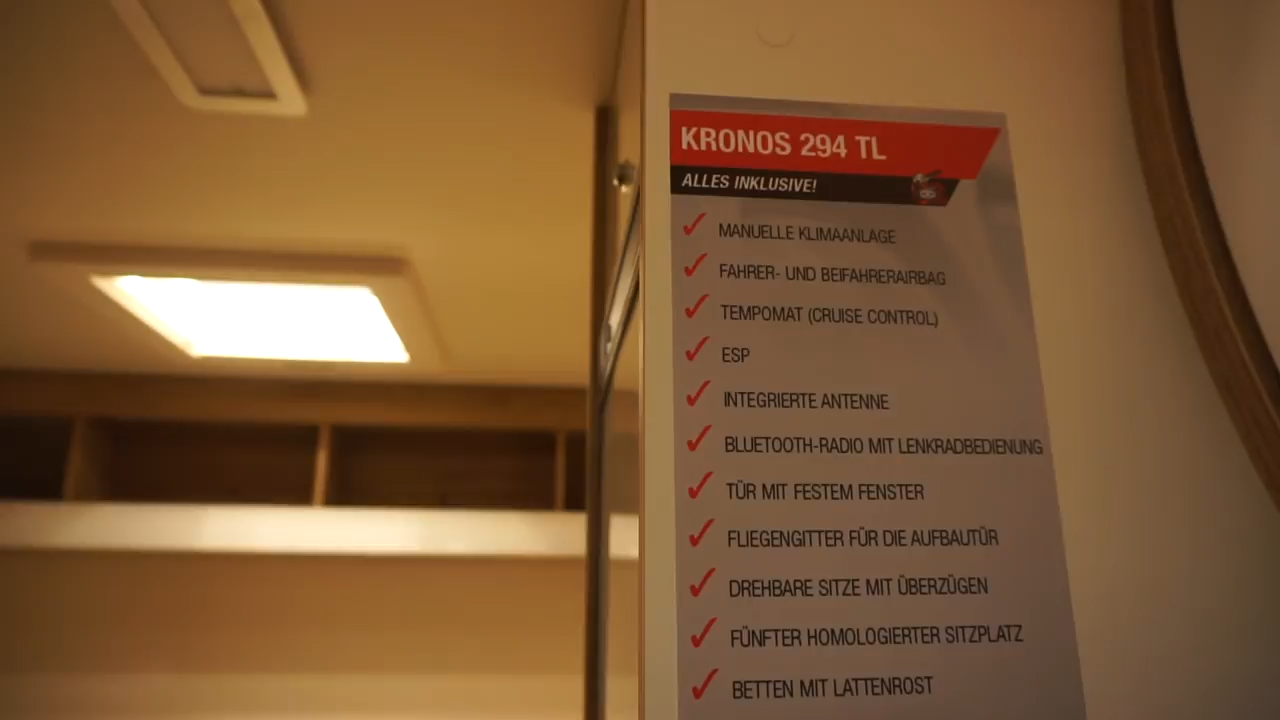 KRONOS 294 TL
ALLES INKLUSIVE!
MANUELLE KLIMAANLAGE
FAHRER- UND BEIFAHRERAIRBAG
TEMPOMAT (CRUISE CONTROL)
ESP
INTEGRIERTE ANTENNE
BLUETOOTH-RADIO MIT LENKRADBEDIENUNG
TÜR MIT FESTEM FENSTER
FLIEGENGITTER FÜR DIE AUFBAUTÜR
DREHBARE SITZE MIT ÜBERZÜGEN
FÜNFTER HOMOLOGIERTER SITZPLATZ
BETTEN MIT LATTENROST